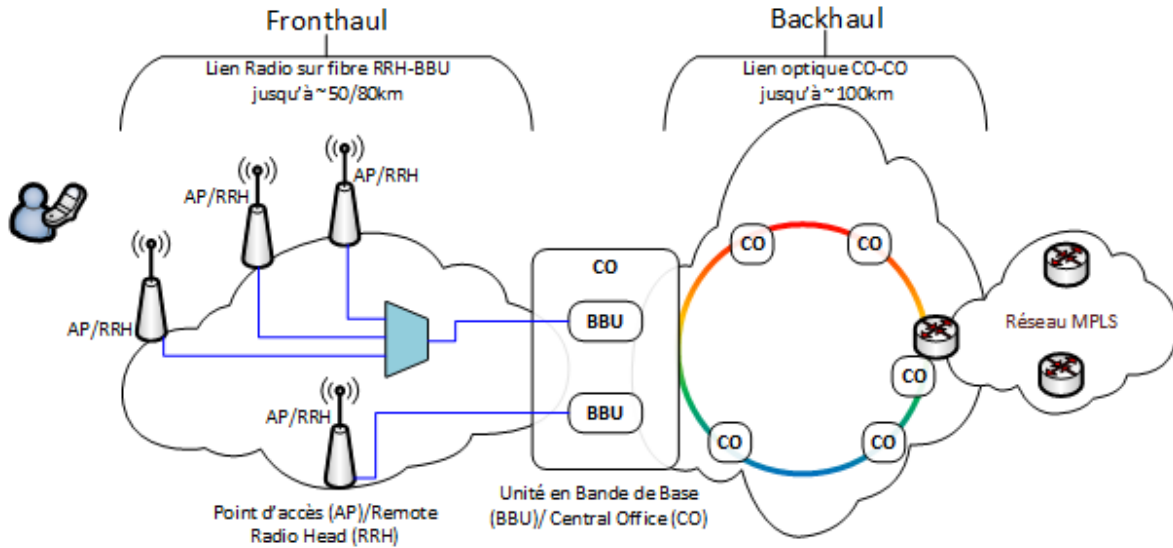 Fronthaul
Lien Radio sur fibre RRH-BBU
jusqu'à ~50/80km
Backhaul
Lien optique CO-CO
jusqu'à ~100km
AP/RRH
AP/RRH
AP/RRH
AP/RRH
CO
BBU
BBU
CO
CO
CO
CO
CO
Réseau MPLS
Point d'accès (AP)/Remote
Radio Head (RRH)
Unité en Bande de Base
(BBU)/ Central Office (CO)